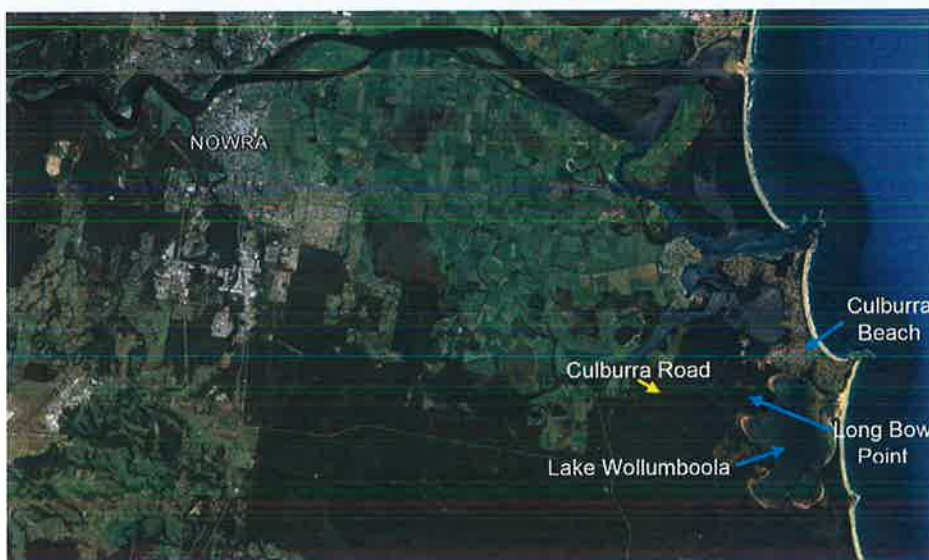 NOWRA
Culburra
Beach
Culburra Road
Long Bow
Point
Lake Wollumboola